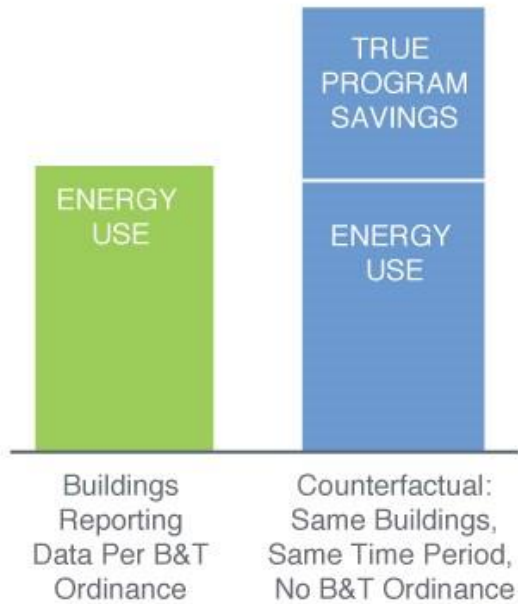 TRUE
PROGRAM
SAVINGS
ENERGY
USE
ENERGY
USE
Buildings
Reporting
Data Per B&T
Ordinance
Counterfactual:
Same Buildings,
Same Time Period,
No B&T Ordinance